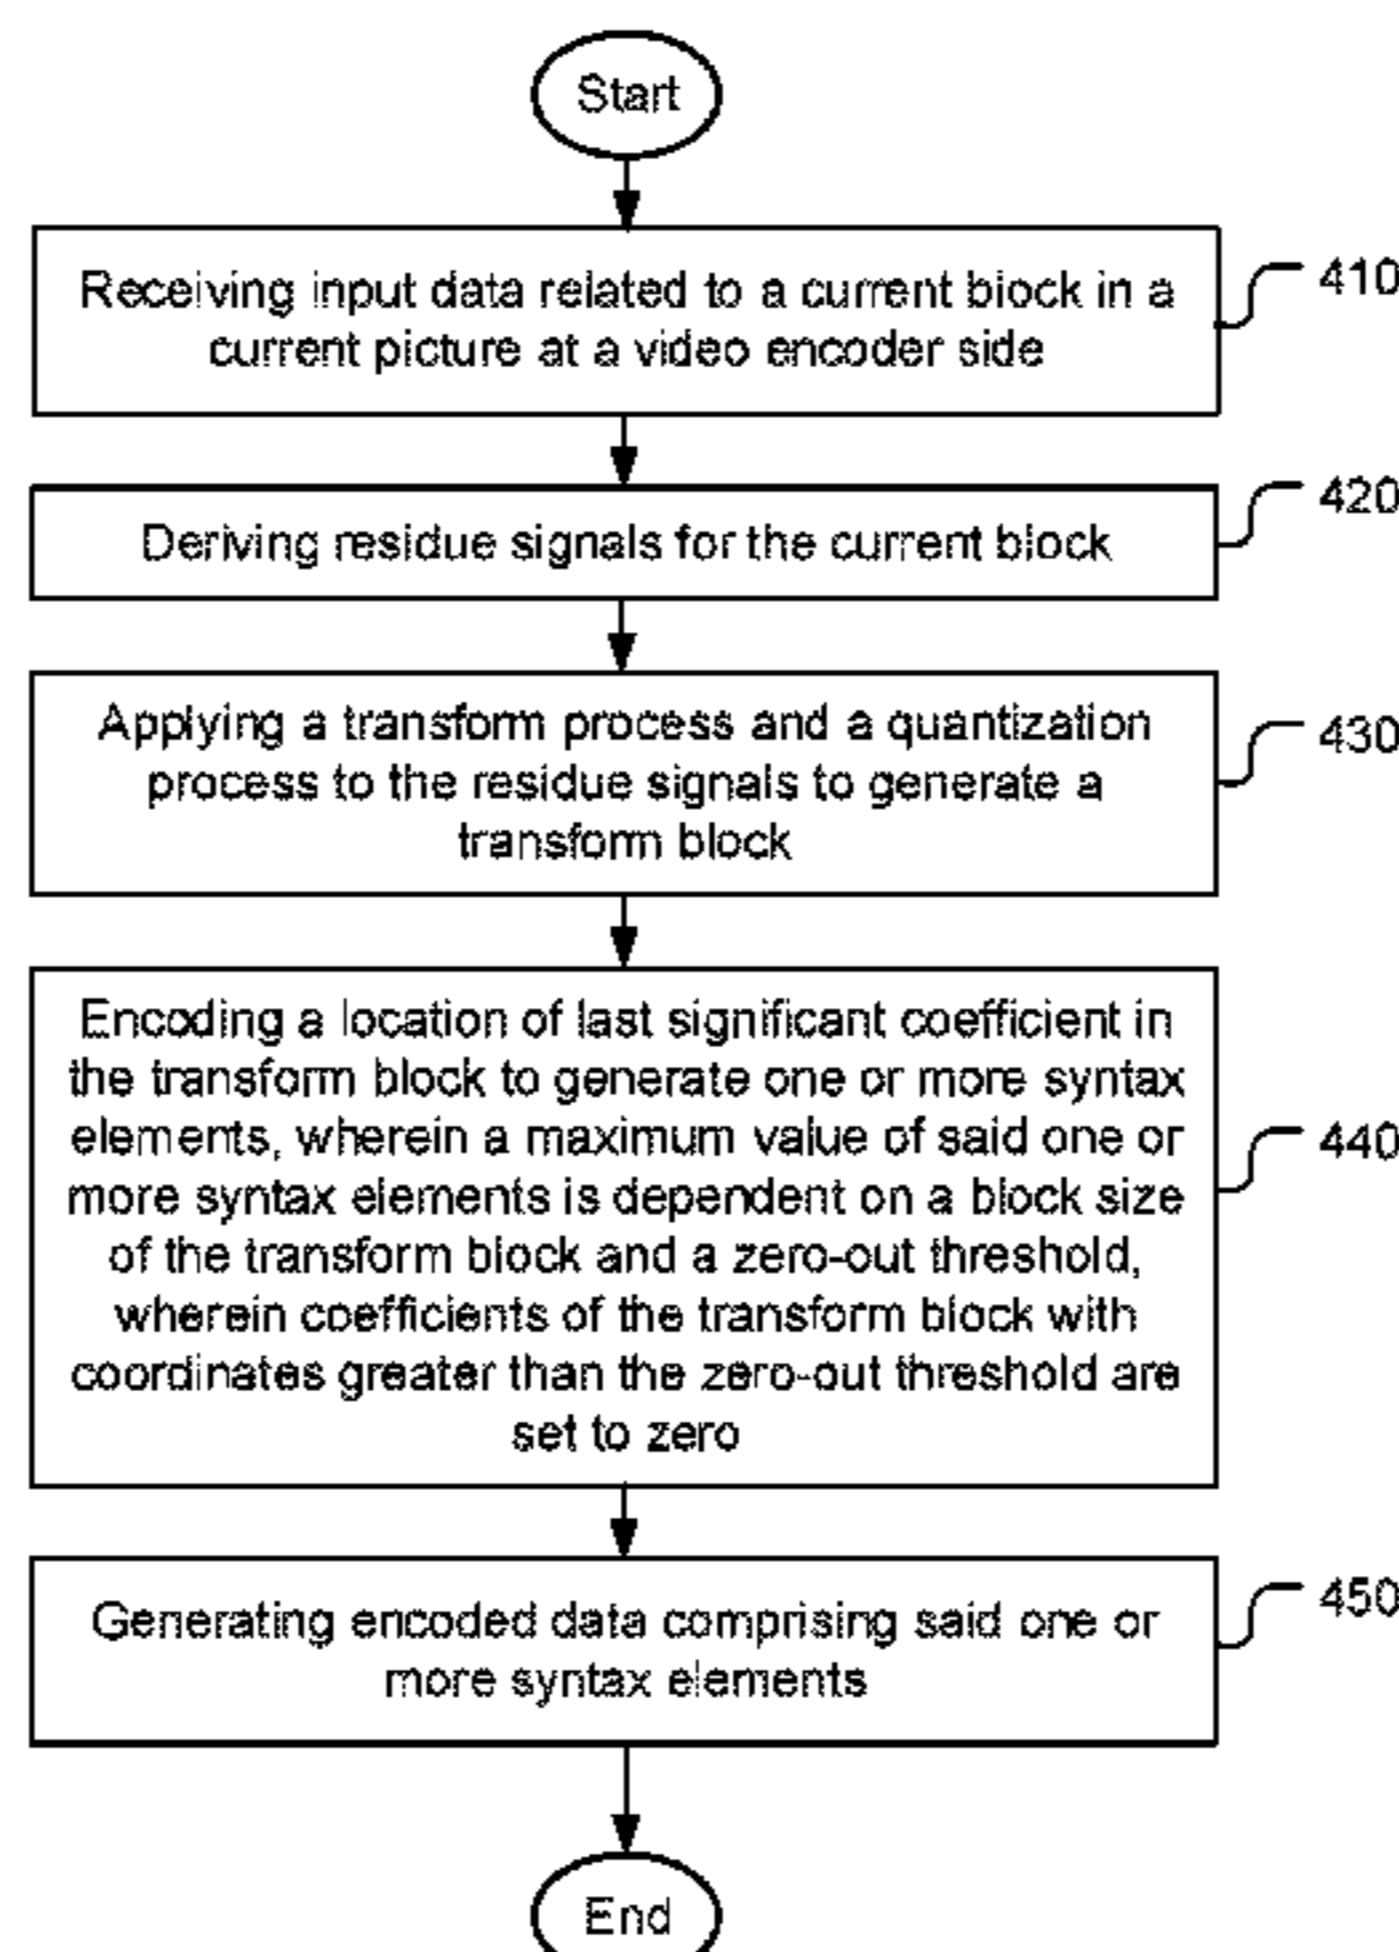 Start
Receiving input data related to a current block in a
current picture at a video encoder side
410
Deriving residue signals for the current block
420
Applying a transform process and a quantization
process to the residue signals to generate a
transform block
430
Encoding a location of last significant coefficient in
the transform block to generate one or more syntax
elements, wherein a maximum value of said one or
more syntax elements is dependent on a block size
of the transform block and a zero-out threshold,
wherein coefficients of the transform block with
coordinates greater than the zero-out threshold are
set to zero
440
Generating encoded data comprising said one or
more syntax elements
450
End